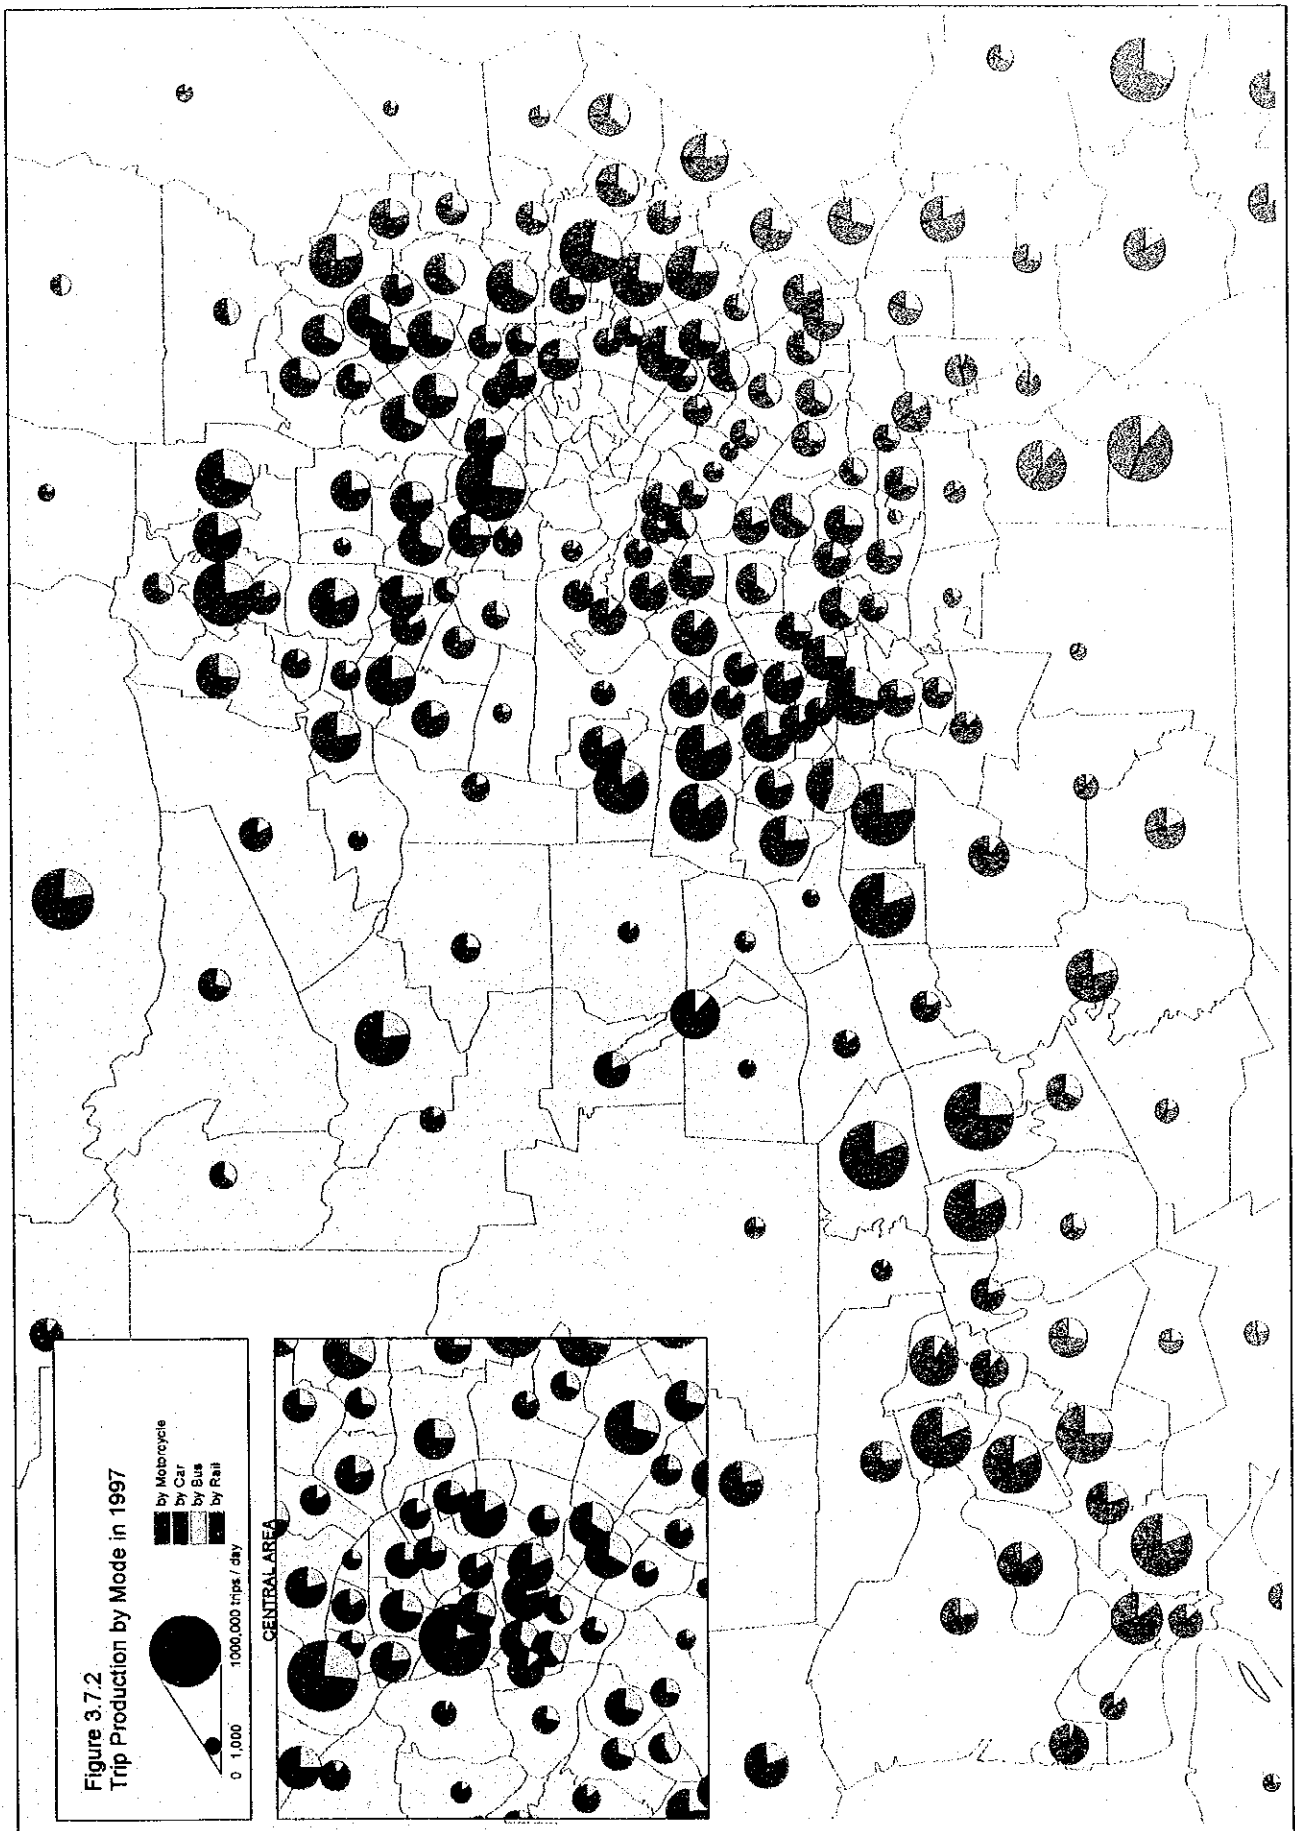 Figure 3.7.2
Trip Production by Mode in 1997
by Motorcycle
by Car
by Bus
by Rail
0 1,000 1000,000 trips / day
CENTRAL AREA